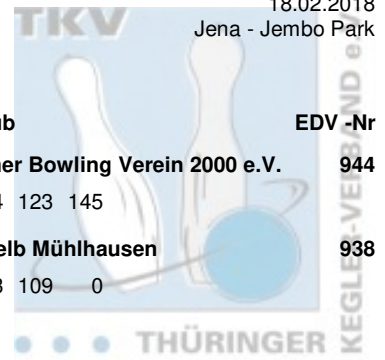 TKV
18.02.2018
Jena - Jembo Park
EDV -Nr
er Bowling Verein 2000 e.V. 944
123 145
Mühlhausen 938
109 0
THÜRINGER
KEGLER-VERBAND e.V.